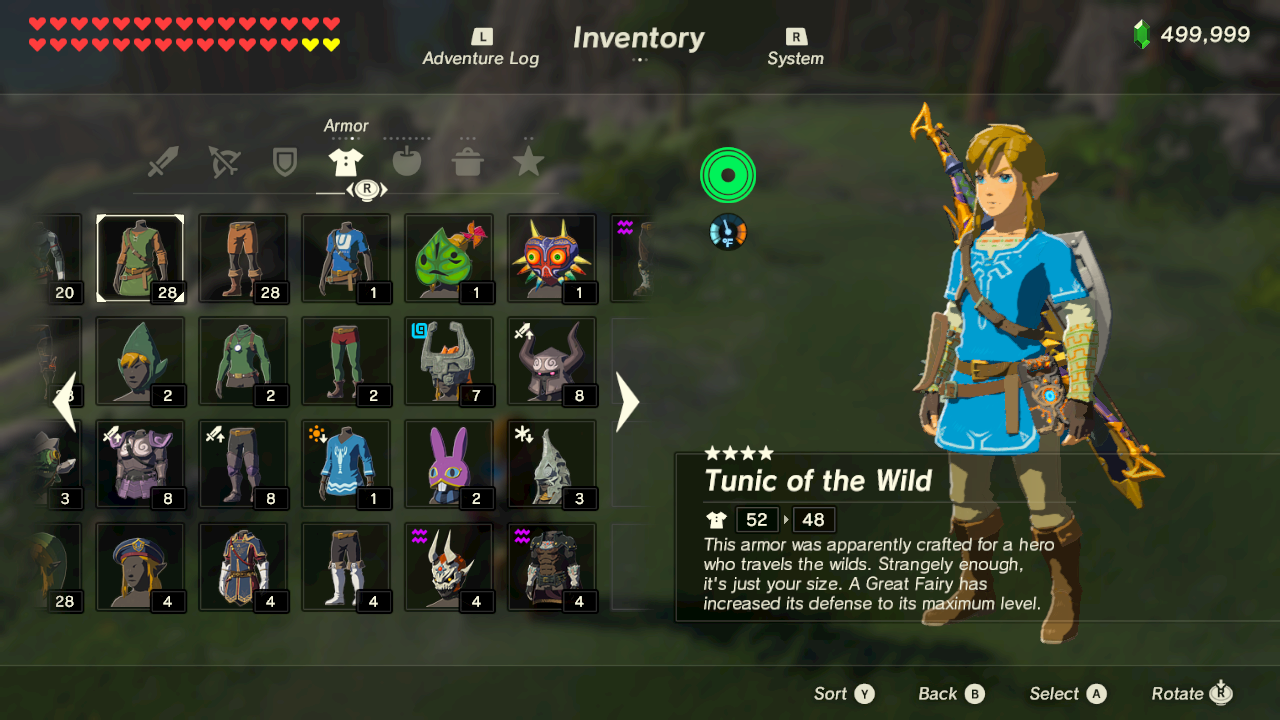 L
Inventory
R
499,999
Adventure Log
System
Armor
R
°F
20
28
28
1
1
1
2
2
2
7
8
3
8
8
1
2
3
28
4
4
4
4
4
Tunic of the Wild
52
48
This armor was apparently crafted for a hero
who travels the wilds. Strangely enough,
it's just your size. A Great Fairy has
increased its defense to its maximum level.
Sort Y
Back B
Select A
Rotate R